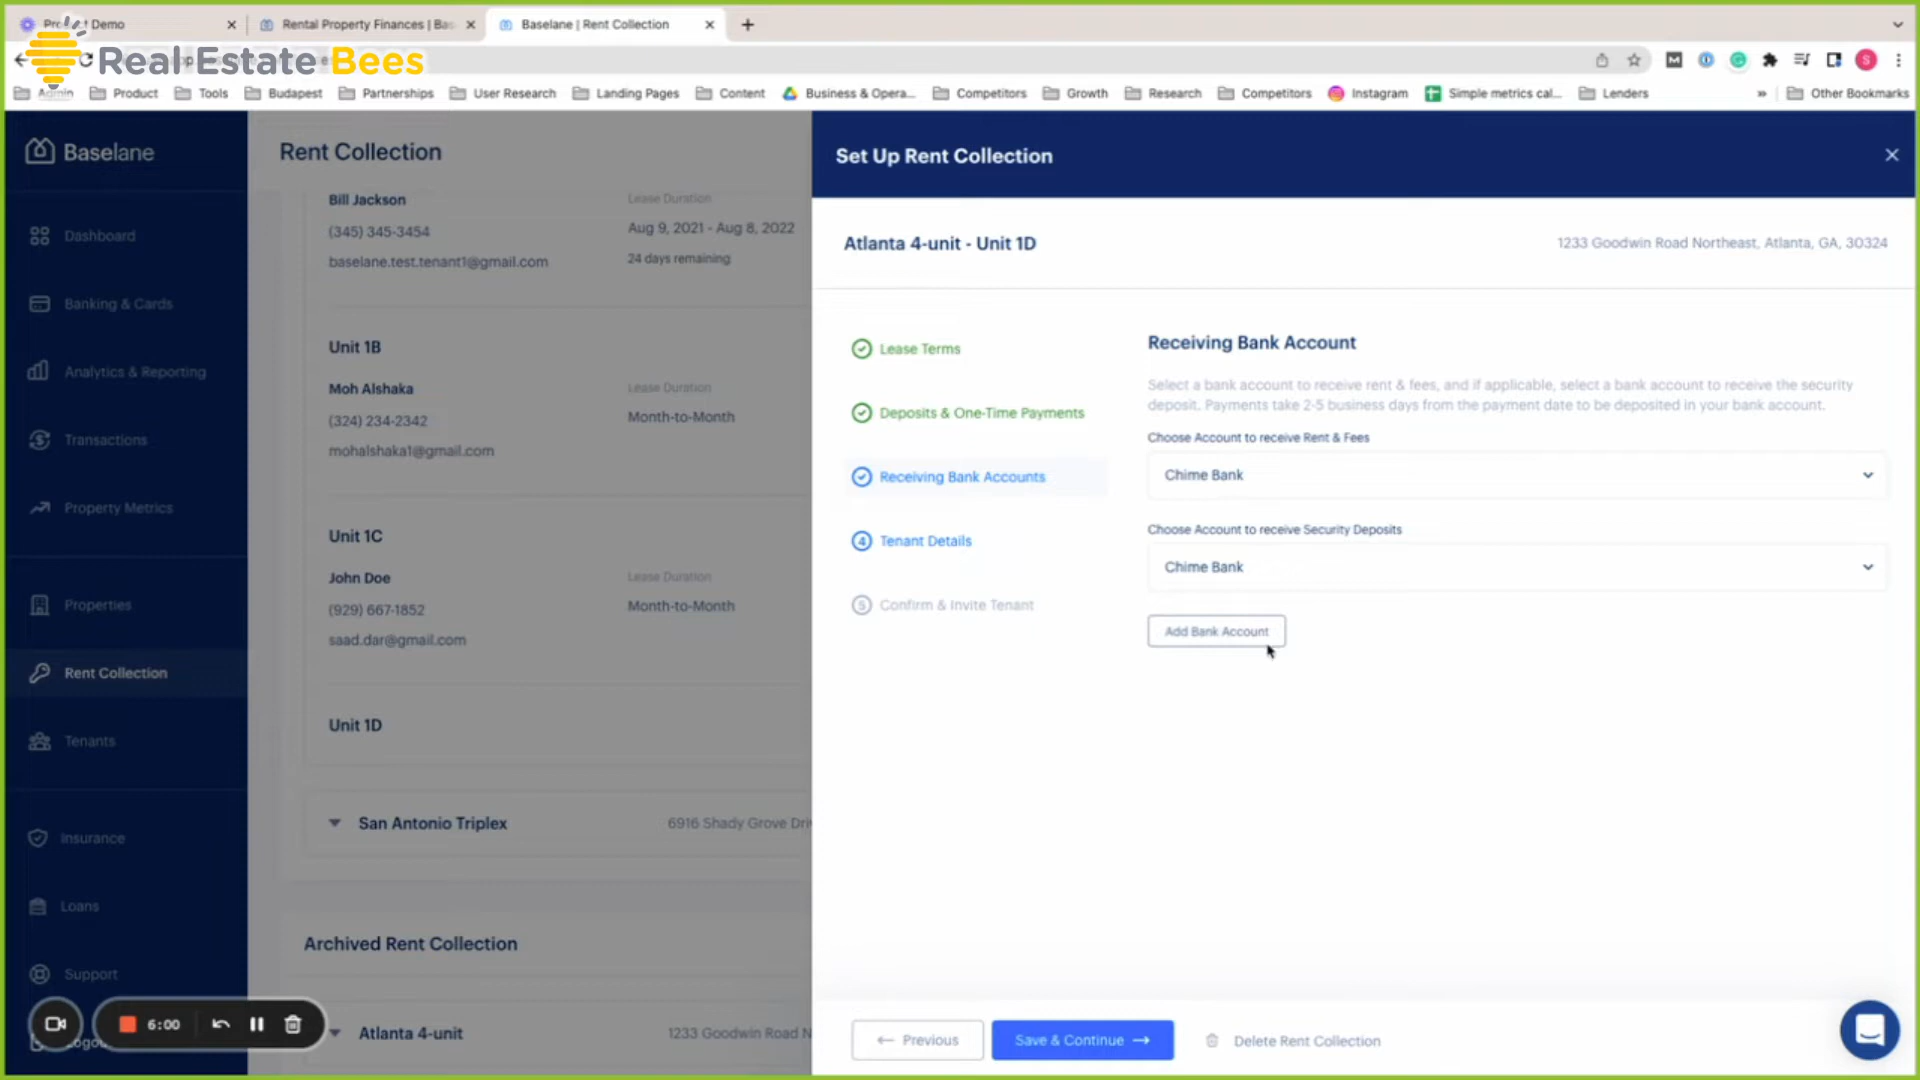 Demo
Rental Property Finances | Bas
Baselane | Rent Collection
Real Estate Bees
Admin
Product
Tools
Budapest
Partnerships
User Research
Landing Pages
Content
Business & Opera...
Competitors
Growth
Research
Competitors
Instagram
Simple metrics cal...
Lenders
»
Other Bookmarks
Baselane
Dashboard
Banking & Cards
Analytics & Reporting
Transactions
Property Metrics
Properties
Rent Collection
Tenants
Insurance
Loans
Support
6:00
Rent Collection
Bill Jackson
Lease Duration
(345) 345-3454
Aug 9, 2021 - Aug 8, 2022
baselane.test.tenant1@gmail.com
24 days remaining
Unit 1B
Moh Alshaka
Lease Duration
(324) 234-2342
Month-to-Month
mohalshaka1@gmail.com
Unit 1C
John Doe
Lease Duration
(929) 667-1852
Month-to-Month
saad.dar@gmail.com
Unit 1D
San Antonio Triplex
6916 Shady Grove Driv
Archived Rent Collection
Atlanta 4-unit
1233 Goodwin Road N
Set Up Rent Collection
Atlanta 4-unit - Unit 1D
1233 Goodwin Road Northeast, Atlanta, GA, 30324
Lease Terms
Deposits & One-Time Payments
Receiving Bank Accounts
4 Tenant Details
5 Confirm & Invite Tenant
Receiving Bank Account
Select a bank account to receive rent & fees, and if applicable, select a bank account to receive the security
deposit. Payments take 2-5 business days from the payment date to be deposited in your bank account.
Choose Account to receive Rent & Fees
Chime Bank
Choose Account to receive Security Deposits
Chime Bank
Add Bank Account
Previous
Save & Continue
Delete Rent Collection